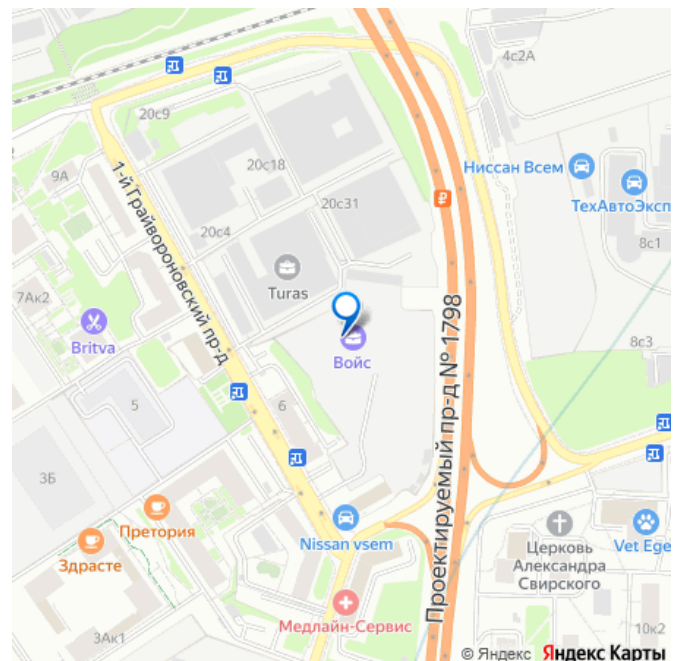 4с2А
20с9
9А
20с18
Ниссан Всем
ТехАвтоЭксп
1-й Грайвороновский пр-д
20с31
20с4
8с1
Turas
7Ак2
Britva
Войс
Проектируемый пр-д № 1798
8с3
5
6
3Б
Претория
Nissan vsem
Здрасте
Церковь
Александра
Свирского
Vet Ege
Медлайн-Сервис
3Ак1
10к2
© Яндекс Яндекс Карты